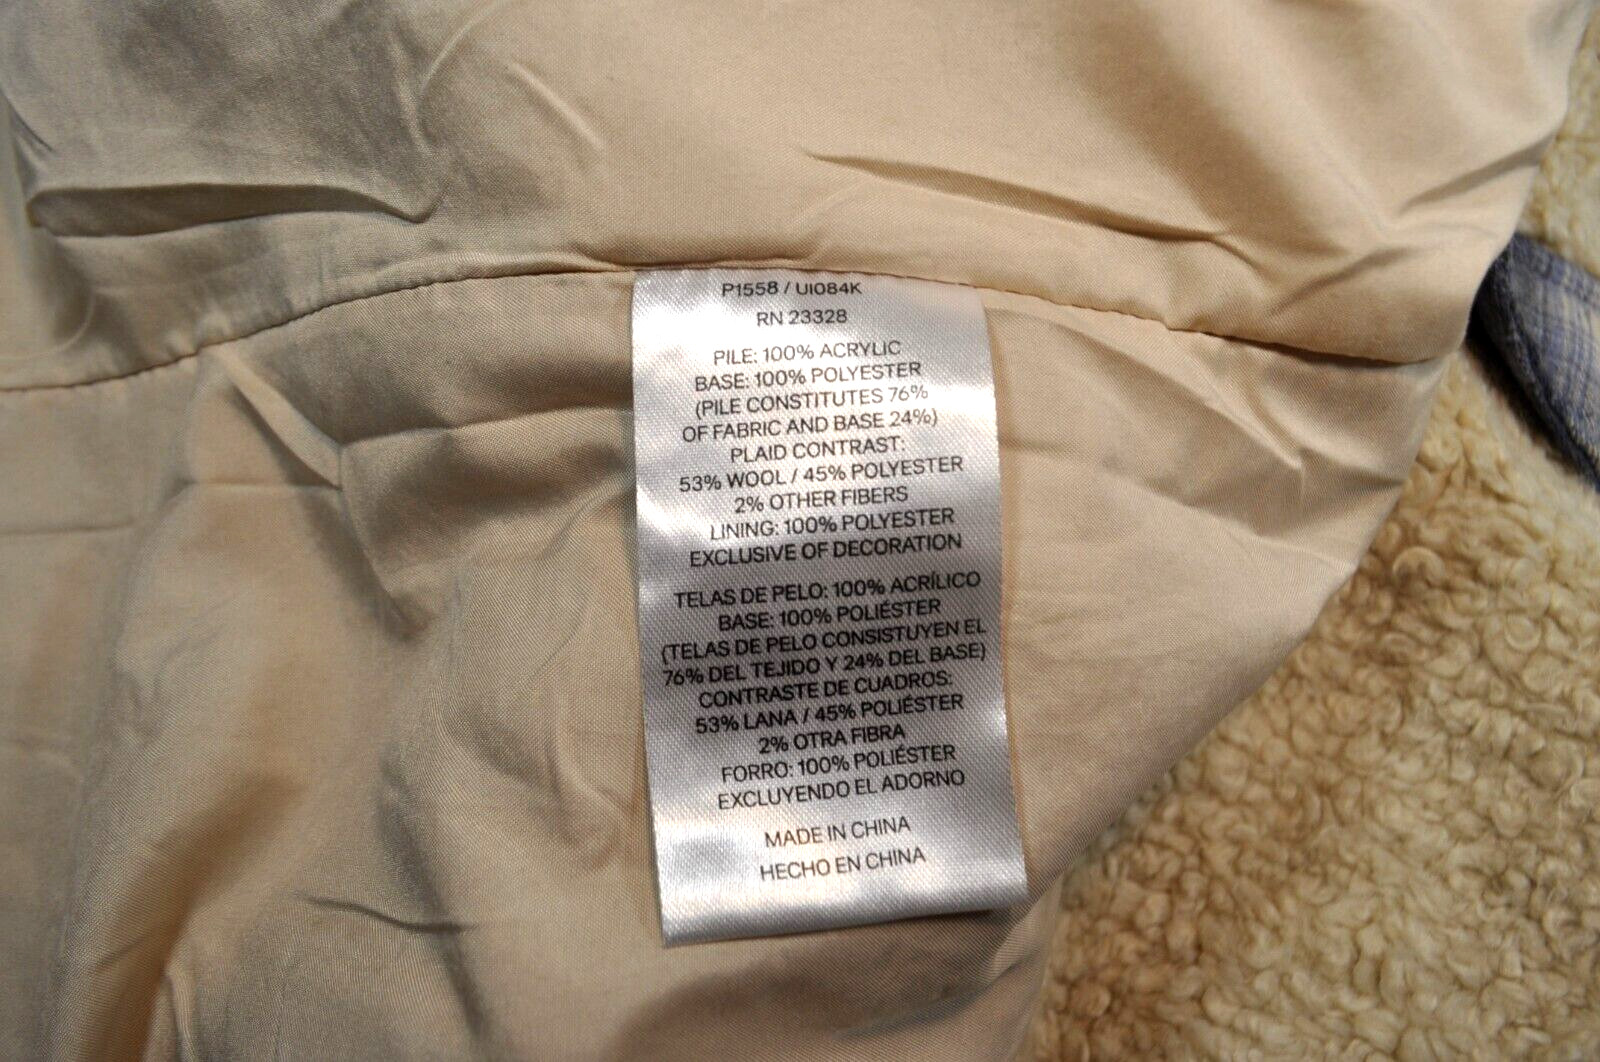 P1558 / UI084K
RN 23328
PILE: 100% ACRYLIC
BASE: 100% POLYESTER
(PILE CONSTITUTES 76%
OF FABRIC AND BASE 24%)
PLAID CONTRAST:
53% WOOL / 45% POLYESTER
2% OTHER FIBERS
LINING: 100% POLYESTER
EXCLUSIVE OF DECORATION
TELAS DE PELO: 100% ACRÍLICO
BASE: 100% POLIÉSTER
(TELAS DE PELO CONSISTUYEN EL
76% DEL TEJIDO Y 24% DEL BASE)
CONTRASTE DE CUADROS:
53% LANA / 45% POLIÉSTER
2% OTRA FIBRA
FORRO: 100% POLIÉSTER
EXCLUYENDO EL ADORNO
MADE IN CHINA
HECHO EN CHINA